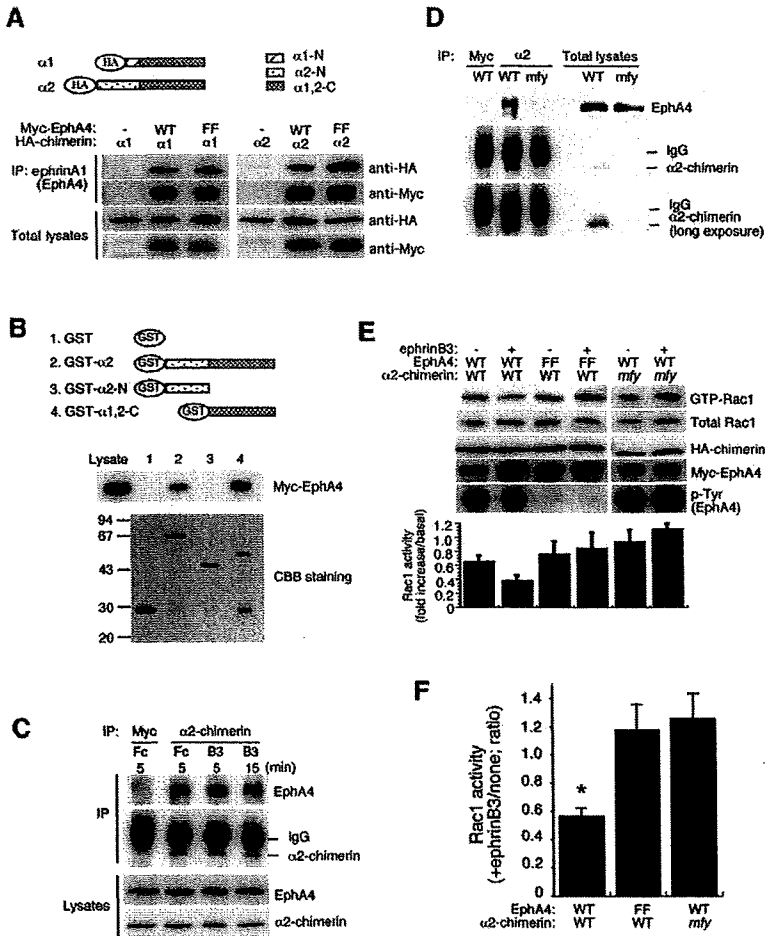 A
α1 HA
α2 HA
α1-N
α2-N
α1,2-C
Myc-EphA4: - WT FF - WT FF
HA-chimerin: α1 α1 α1 α2 α2 α2
IP: ephrinA1
(EphA4)
anti-HA
anti-Myc
Total lysates
anti-HA
anti-Myc
B
1. GST GST
2. GST-α2 GST
3. GST-α2-N GST
4. GST-α1,2-C GST
Lysate 1 2 3 4
Myc-EphA4
94
67
43
30
20
CBB staining
C
IP: Myc α2-chimerin
Fc Fc B3 B3
5 5 5 15 (min)
IP
EphA4
IgG
α2-chimerin
Lysates
EphA4
α2-chimerin
D
IP: Myc α2 Total lysates
WT WT mfy WT mfy
EphA4
IgG
α2-chimerin
IgG
α2-chimerin
(long exposure)
E
ephrinB3: - + - + - +
EphA4: WT WT FF FF WT WT
α2-chimerin: WT WT WT WT mfy mfy
GTP-Rac1
Total Rac1
HA-chimerin
Myc-EphA4
p-Tyr
(EphA4)
Rac1 activity
(fold increase/basal)
1.2
1.0
0.8
0.6
0.4
0.2
0
F
Rac1 activity
(+ephrinB3/none; ratio)
1.4
1.2
1.0
0.8
0.6
0.4
0.2
0
*
EphA4: WT FF WT
α2-chimerin: WT WT mfy